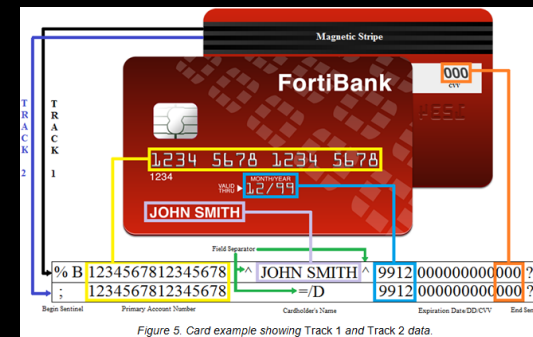 Magnetic Stripe
000
CVV
FortiBank
1234 5678 1234 5678
1234
MONTH/YEAR
VALID THRU 12/99
JOHN SMITH
TRACK 2
TRACK 1
Field Separator
% B 1234567812345678 ^ JOHN SMITH ^ 9912 000000000000 ?
; 1234567812345678 =/D 9912 000000000000 ?
Begin Sentinel Primary Account Number Cardholder's Name Expiration Date/DD/CVV End Sen
Figure 5. Card example showing Track 1 and Track 2 data.